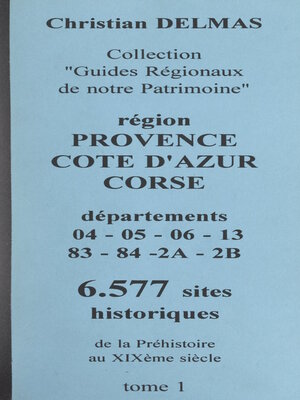 Christian DELMAS
Collection
"Guides Régionaux
de notre Patrimoine"
région
PROVENCE
COTE D'AZUR
CORSE
départements
04 - 05 - 06 - 13
83 - 84 -2A - 2B
6.577 sites
historiques
de la Préhistoire
au XIXème siècle
tome 1